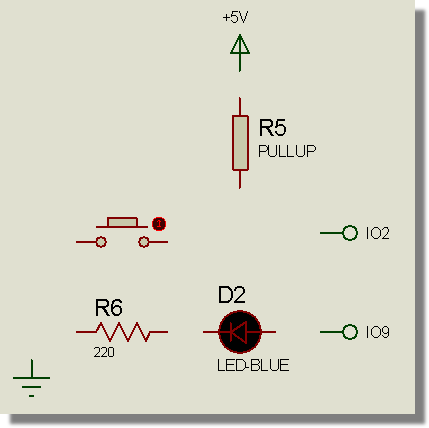 +5V
R5
PULLUP
IO2
R6
220
D2
LED-BLUE
IO9